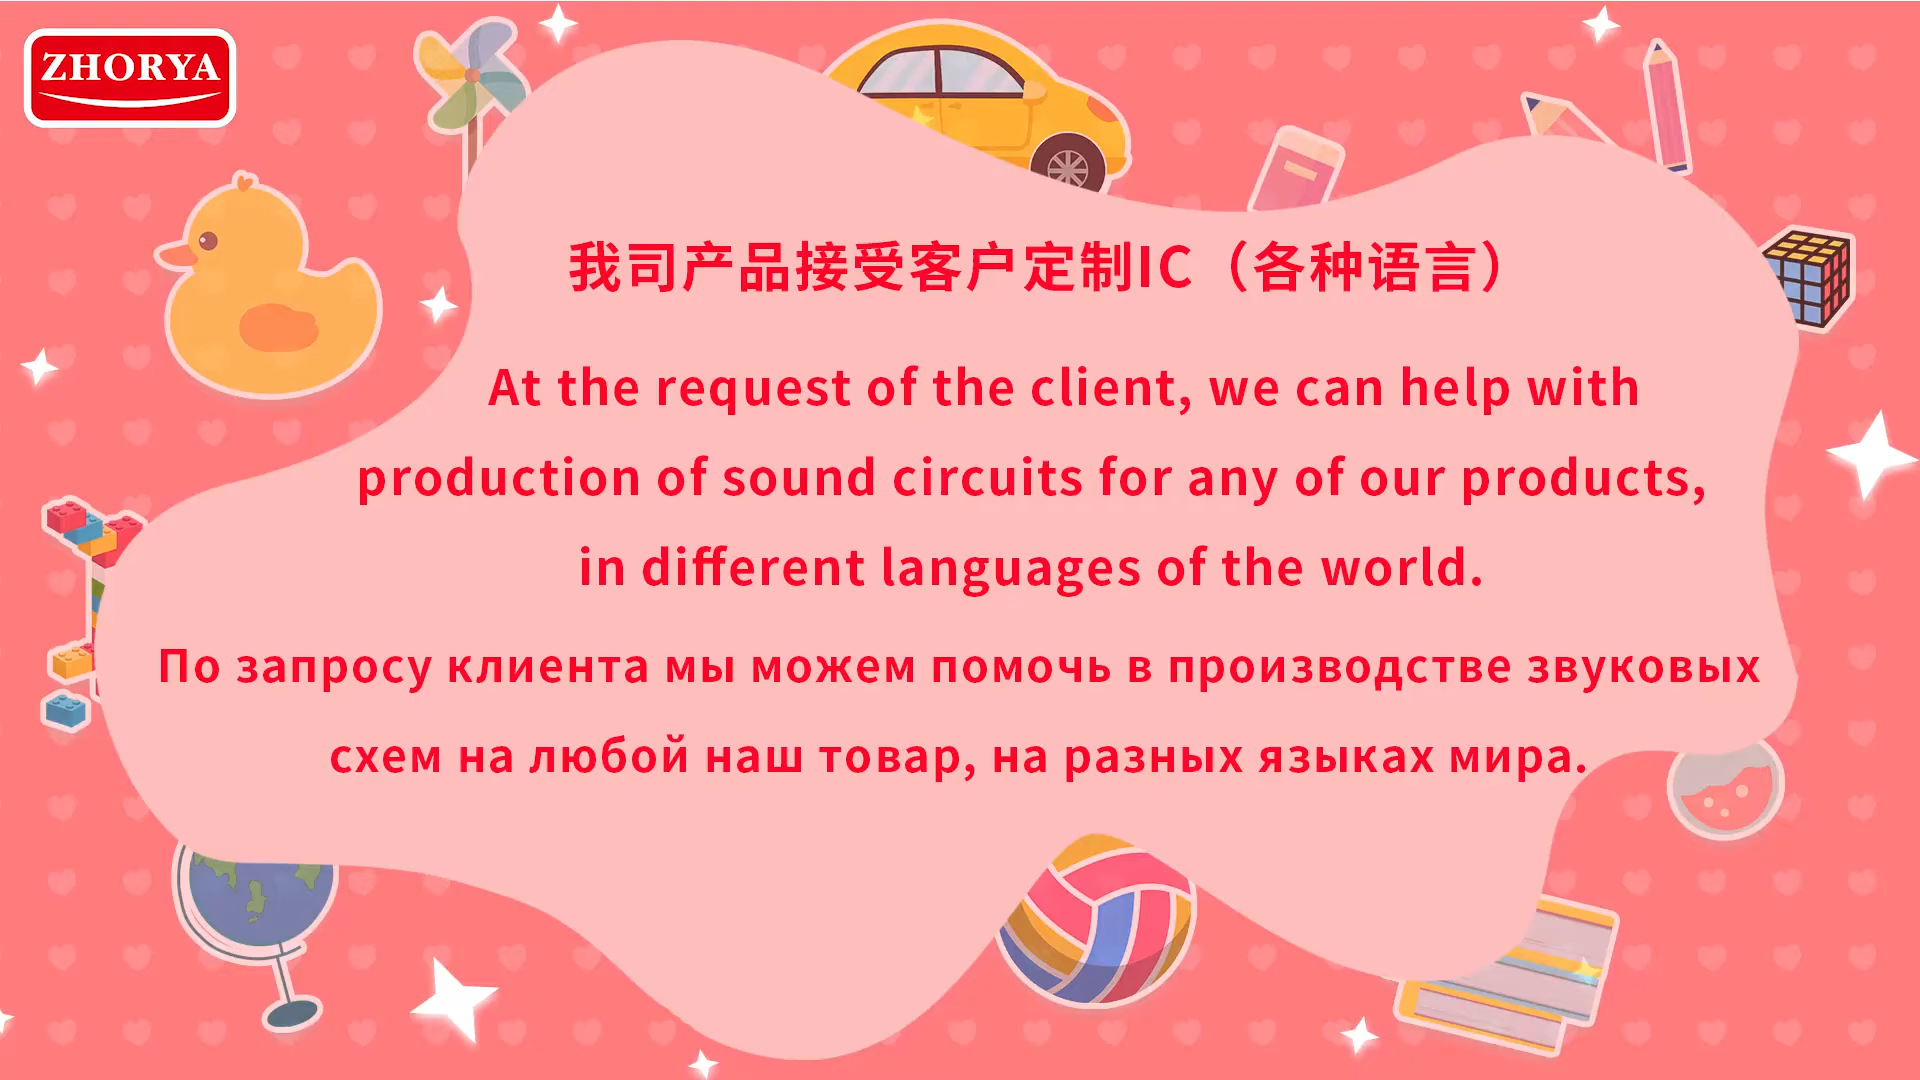 ZHORYA
我司产品接受客户定制IC（各种语言）
At the request of the client, we can help with
production of sound circuits for any of our products,
in different languages of the world.
По запросу клиента мы можем помочь в производстве звуковых
схем на любой наш товар, на разных языках мира.